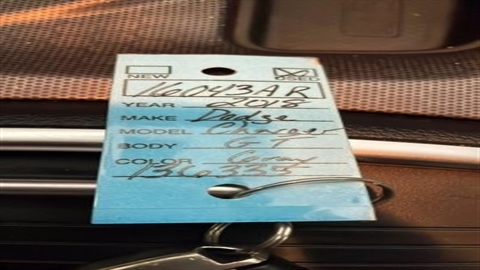 NEW USED
16043AR
YEAR 2018
MAKE Dodge
MODEL Charger
BODY GT
COLOR Gray
136333